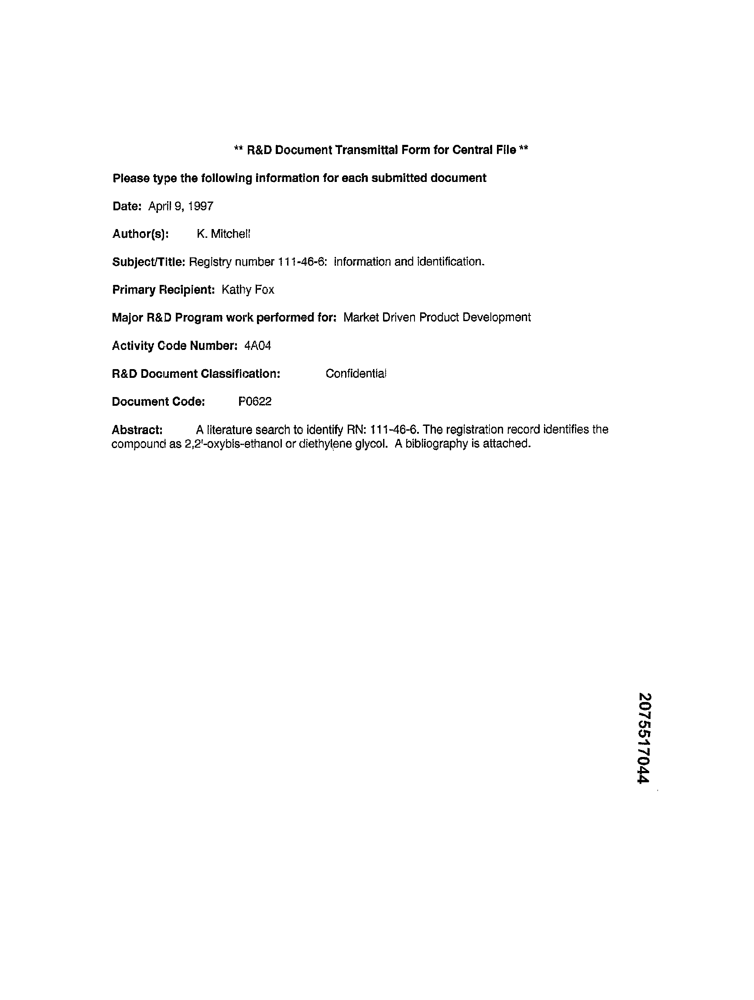 ** R&D Document Transmittal Form for Central File **
Please type the following information for each submitted document
Date: April 9, 1997
Author(s): K. Mitchell
Subject/Title: Registry number 111-46-6: information and identification.
Primary Recipient: Kathy Fox
Major R&D Program work performed for: Market Driven Product Development
Activity Code Number: 4A04
R&D Document Classification: Confidential
Document Code: P0622
Abstract: A literature search to identify RN: 111-46-6. The registration record identifies the
compound as 2,2'-oxybis-ethanol or diethylene glycol. A bibliography is attached.
2075517044